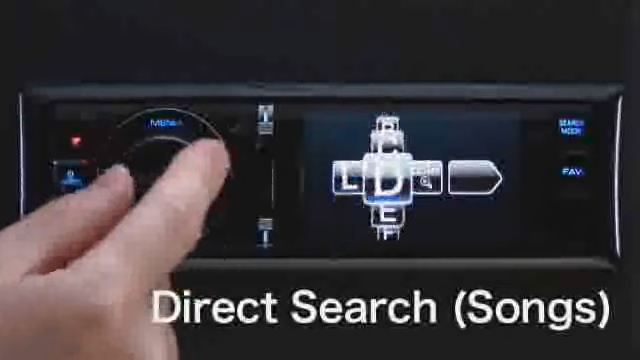 MENU
B
C
L D
E
F
SEARCH
MODE
FAV
Direct Search (Songs)